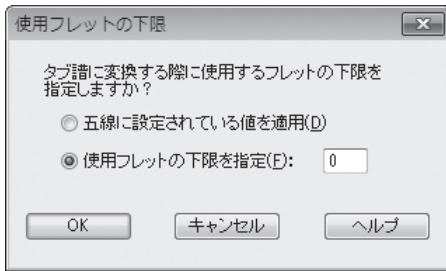 使用フレットの下限
タブ譜に変換する際に使用するフレットの下限を
指定しますか？
五線に設定されている値を適用(D)
使用フレットの下限を指定(F): 0
OK キャンセル ヘルプ